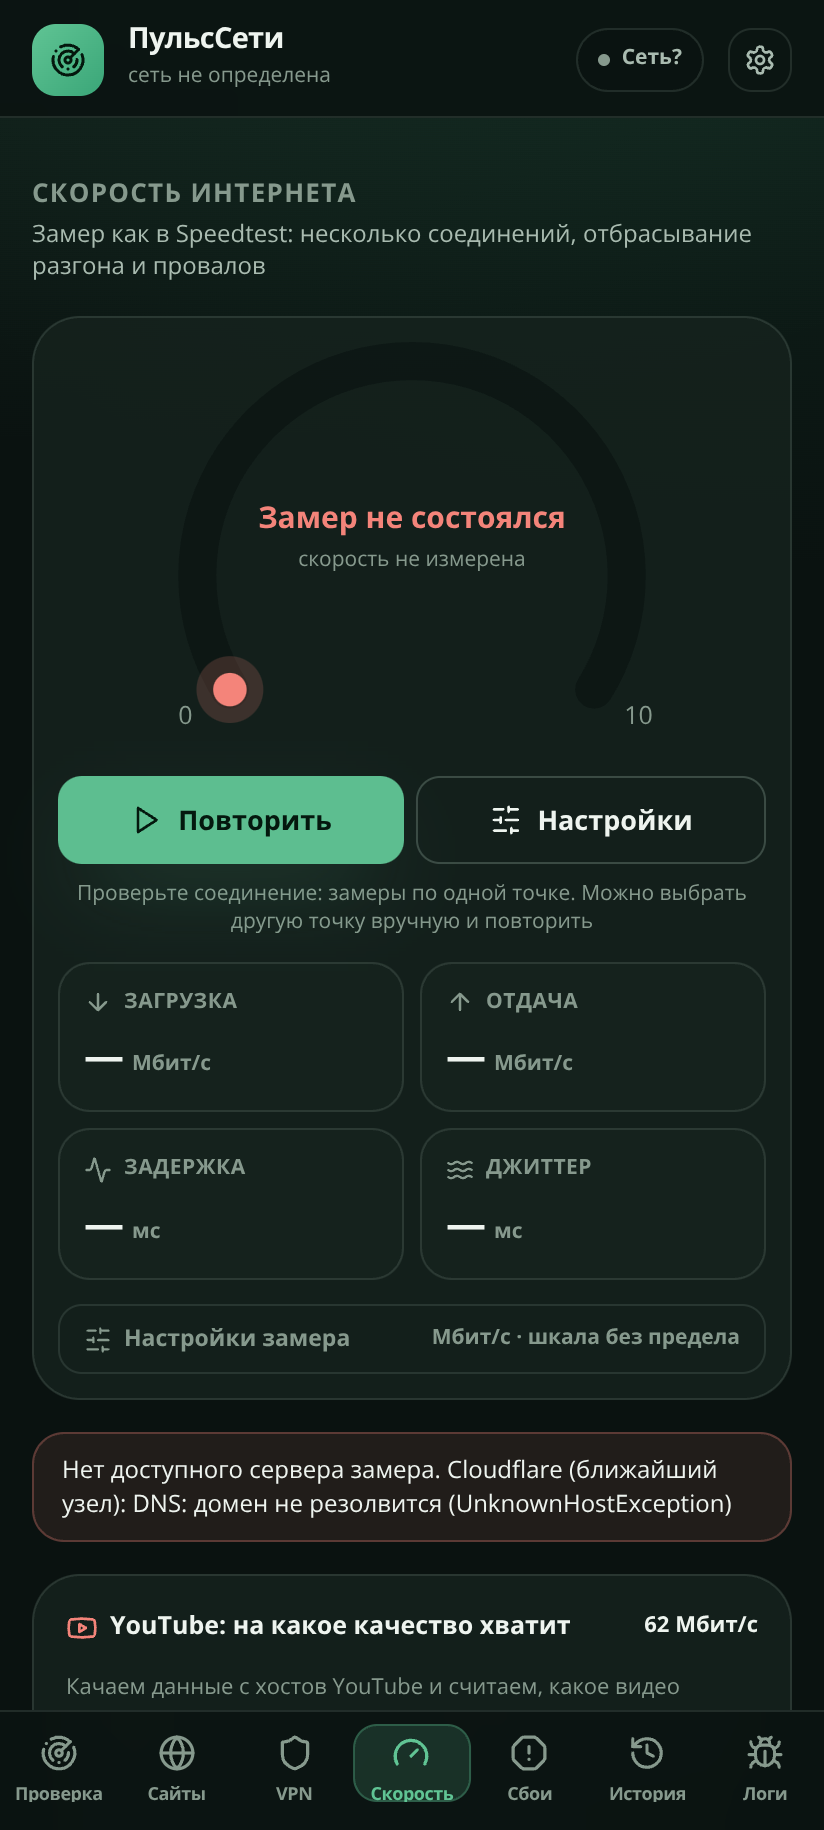 ПульсСети
сеть не определена
Сеть?
СКОРОСТЬ ИНТЕРНЕТА
Замер как в Speedtest: несколько соединений, отбрасывание
разгона и провалов
Замер не состоялся
скорость не измерена
0
10
Повторить
Настройки
Проверьте соединение: замеры по одной точке. Можно выбрать
другую точку вручную и повторить
ЗАГРУЗКА
— Мбит/с
ОТДАЧА
— Мбит/с
ЗАДЕРЖКА
— мс
ДЖИТТЕР
— мс
Настройки замера
Мбит/с · шкала без предела
Нет доступного сервера замера. Cloudflare (ближайший
узел): DNS: домен не резолвится (UnknownHostException)
YouTube: на какое качество хватит
62 Мбит/с
Качаем данные с хостов YouTube и считаем, какое видео
Проверка
Сайты
VPN
Скорость
Сбои
История
Логи